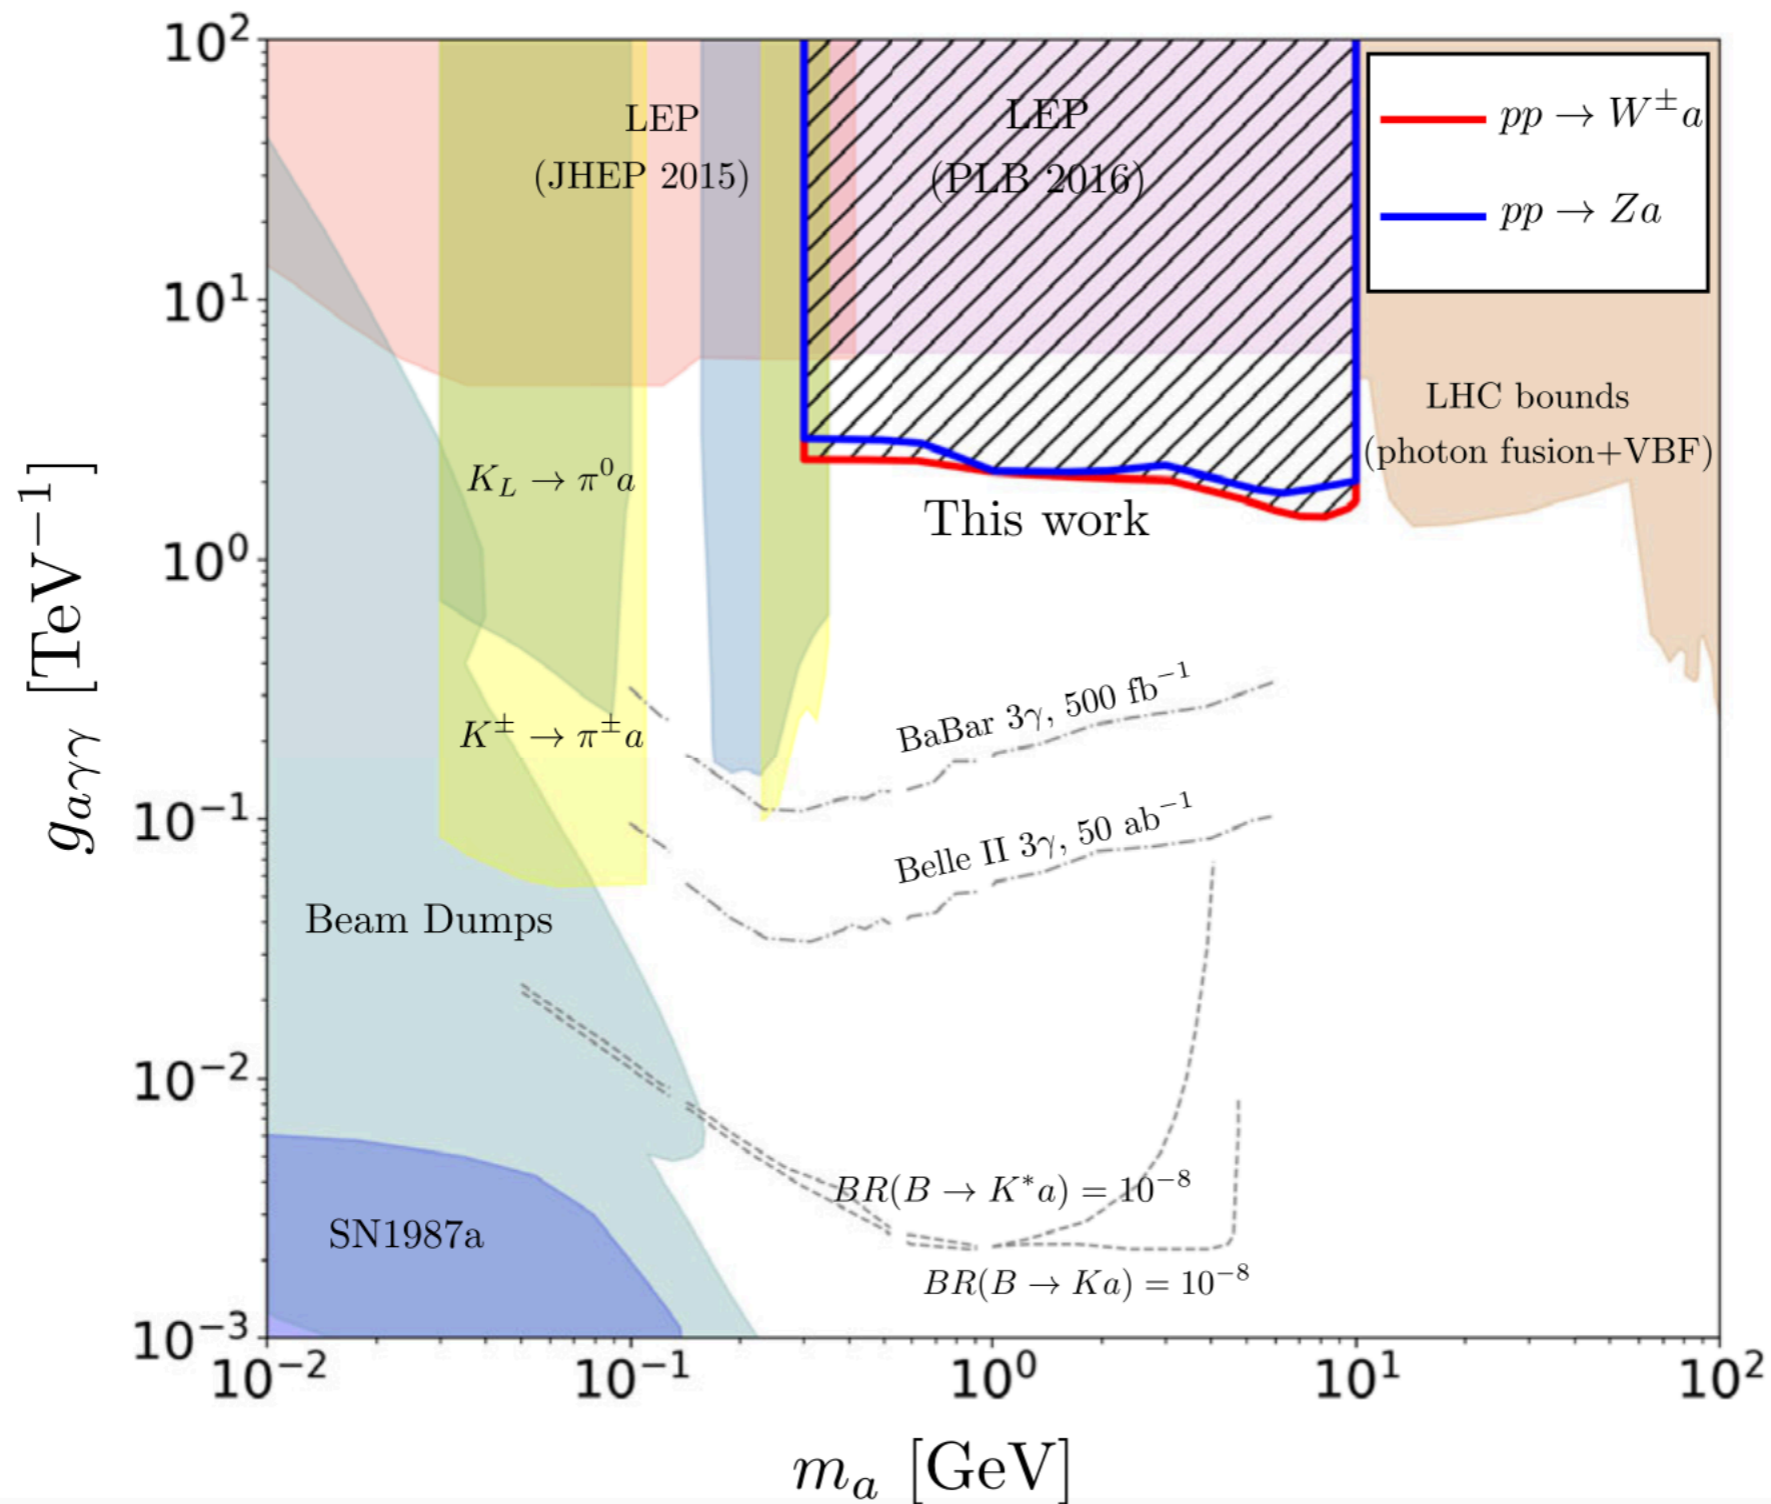 10²
10¹
10⁰
10⁻¹
10⁻²
10⁻³
g_{aγγ} [TeV⁻¹]
LEP
(JHEP 2015)
LEP
(PLB 2016)
pp → W^±a
pp → Za
LHC bounds
(photon fusion+VBF)
K_L → π⁰a
This work
K^± → π^±a
BaBar 3γ, 500 fb⁻¹
Belle II 3γ, 50 ab⁻¹
Beam Dumps
BR(B → K*a) = 10⁻⁸
SN1987a
BR(B → Ka) = 10⁻⁸
10⁻² 10⁻¹ 10⁰ 10¹ 10²
m_a [GeV]